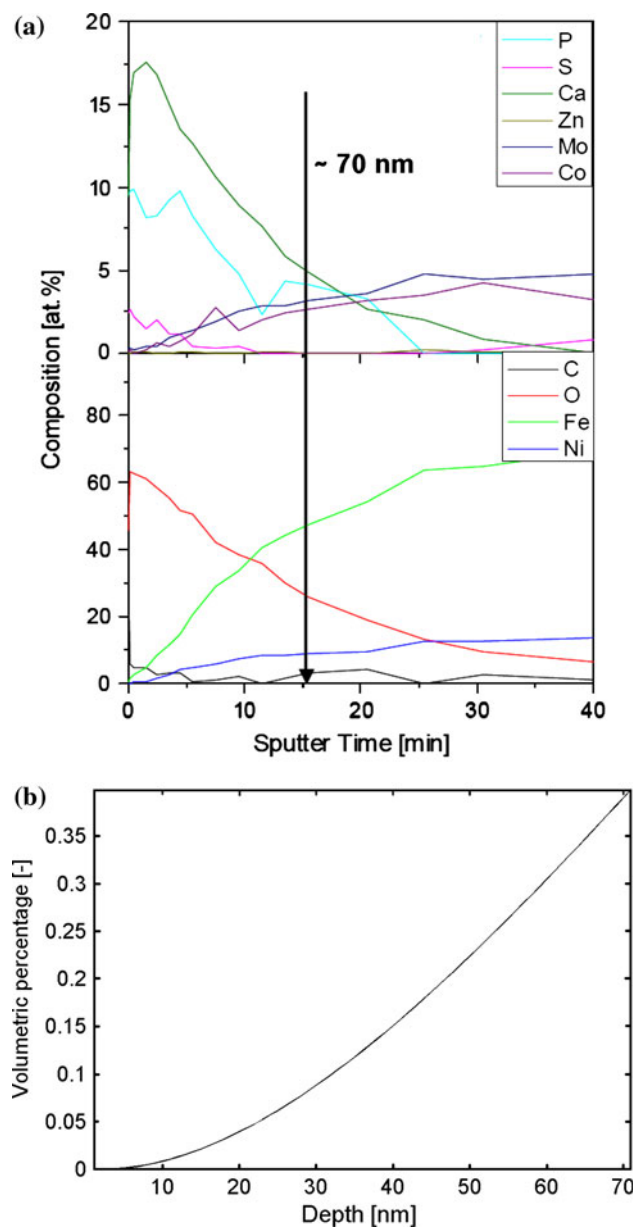 (a)
20
15
10
5
0
P
S
Ca
Zn
Mo
Co
~ 70 nm
Composition [at.%]
80
60
40
20
0
C
O
Fe
Ni
0 10 20 30 40
Sputter Time [min]
(b)
0.35
0.3
0.25
0.2
0.15
0.1
0.05
0
Volumetric percentage [-]
10 20 30 40 50 60 70
Depth [nm]